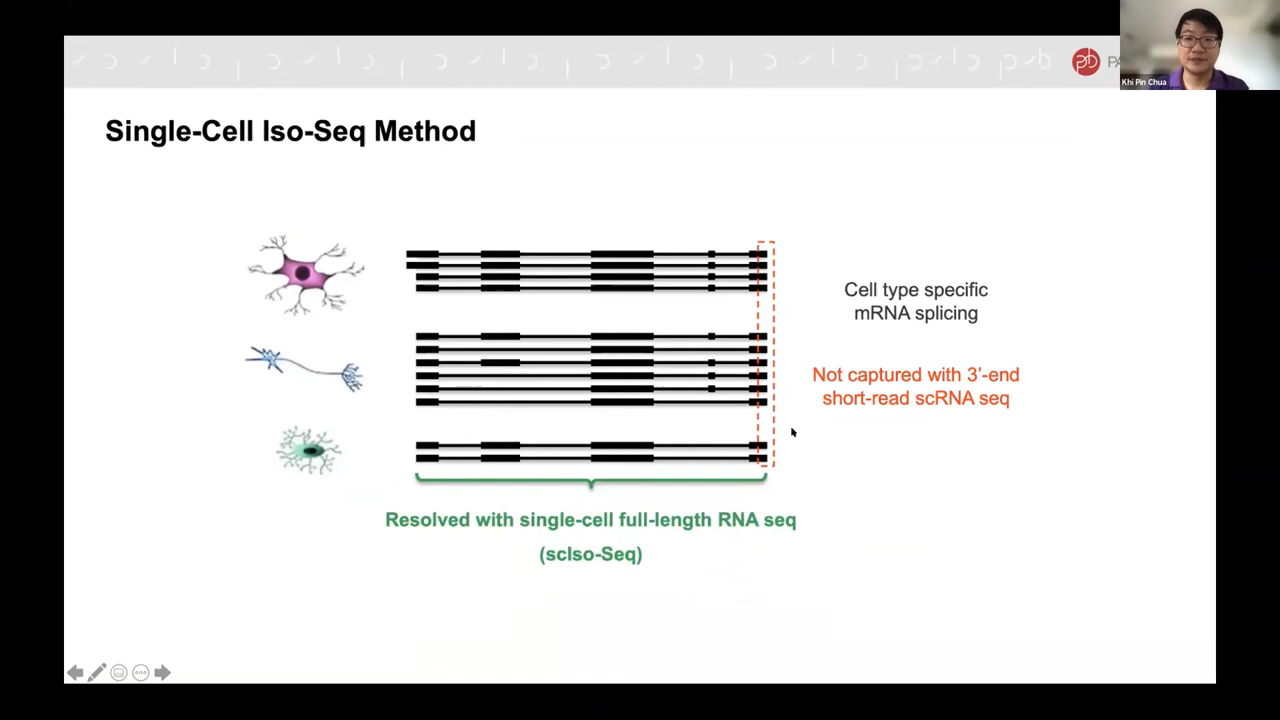 Khi Pin Chua
Single-Cell Iso-Seq Method
Cell type specific
mRNA splicing
Not captured with 3’-end
short-read scRNA seq
Resolved with single-cell full-length RNA seq
(scIso-Seq)